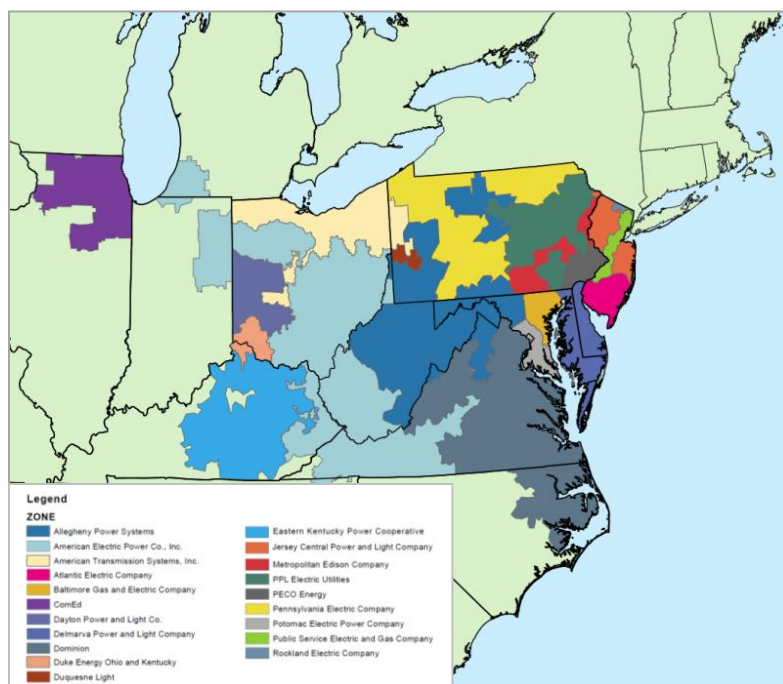 Legend
ZONE
Allegheny Power Systems
American Electric Power Co., Inc.
American Transmission Systems, Inc.
Atlantic Electric Company
Baltimore Gas and Electric Company
ComEd
Dayton Power and Light Co.
Delmarva Power and Light Company
Dominion
Duke Energy Ohio and Kentucky
Duquesne Light
Eastern Kentucky Power Cooperative
Jersey Central Power and Light Company
Metropolitan Edison Company
PPL Electric Utilities
PECO Energy
Pennsylvania Electric Company
Potomac Electric Power Company
Public Service Electric and Gas Company
Rockland Electric Company